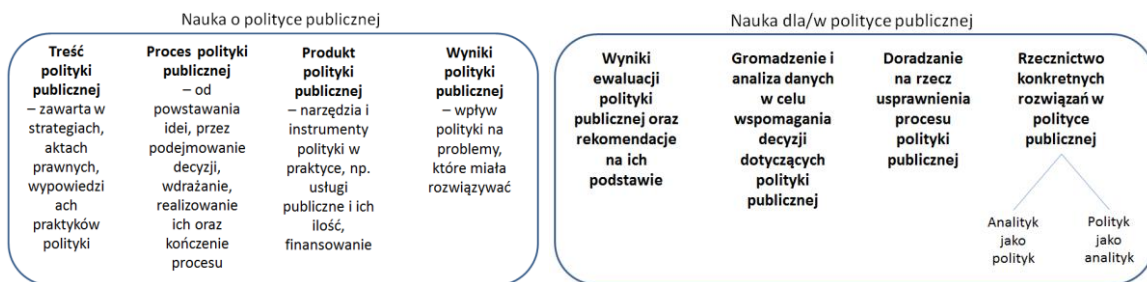 Nauka o polityce publicznej
Treść
polityki
publicznej
– zawarta w
strategiach,
aktach
prawnych,
wypowiedzi
ach
praktyków
polityki
Proces polityki
publicznej
– od
powstawania
idei, przez
podejmowanie
decyzji,
wdrażanie,
realizowanie
ich oraz
kończenie
procesu
Produkt
polityki
publicznej
– narzędzia i
instrumenty
polityki w
praktyce, np.
usługi
publiczne i ich
ilość,
finansowanie
Wyniki
polityki
publicznej
– wpływ
polityki na
problemy,
które miała
rozwiązywać
Nauka dla/w polityce publicznej
Wyniki
ewaluacji
polityki
publicznej oraz
rekomendacje
na ich
podstawie
Gromadzenie i
analiza danych
w celu
wspomagania
decyzji
dotyczących
polityki
publicznej
Doradzanie
na rzecz
usprawnienia
procesu
polityki
publicznej
Rzecznictwo
konkretnych
rozwiązań w
polityce
publicznej
Analityk
jako
polityk
Polityk
jako
analityk